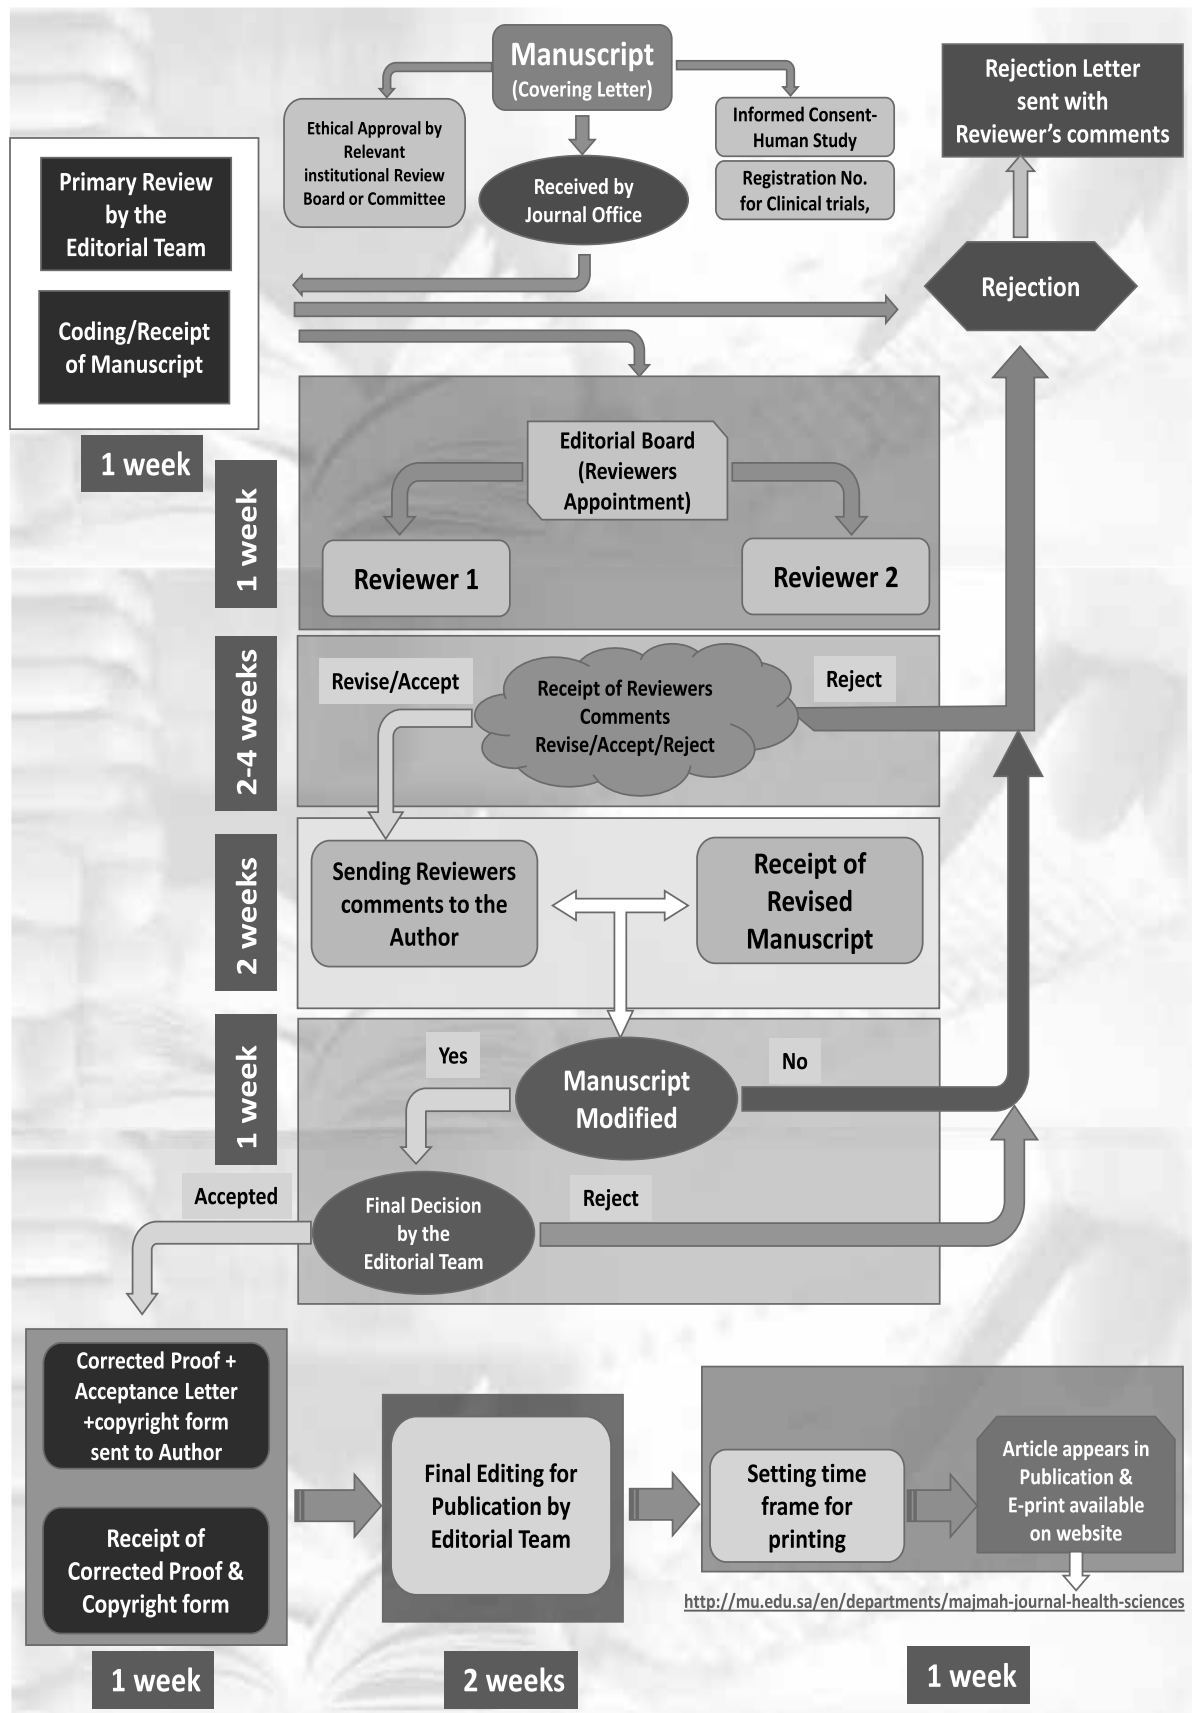 Manuscript
(Covering Letter)
Ethical Approval by
Relevant
institutional Review
Board or Committee
Informed Consent-
Human Study
Registration No.
for Clinical trials,
Received by
Journal Office
Rejection Letter
sent with
Reviewer's comments
Rejection
Primary Review
by the
Editorial Team
Coding/Receipt
of Manuscript
1 week
1 week
Editorial Board
(Reviewers
Appointment)
Reviewer 1
Reviewer 2
2-4 weeks
Revise/Accept
Receipt of Reviewers
Comments
Revise/Accept/Reject
Reject
2 weeks
Sending Reviewers
comments to the
Author
Receipt of
Revised
Manuscript
1 week
Yes
Manuscript
Modified
No
Accepted
Final Decision
by the
Editorial Team
Reject
Corrected Proof +
Acceptance Letter
+copyright form
sent to Author
Receipt of
Corrected Proof &
Copyright form
1 week
Final Editing for
Publication by
Editorial Team
2 weeks
Setting time
frame for
printing
Article appears in
Publication &
E-print available
on website
http://mu.edu.sa/en/departments/majmah-journal-health-sciences
1 week